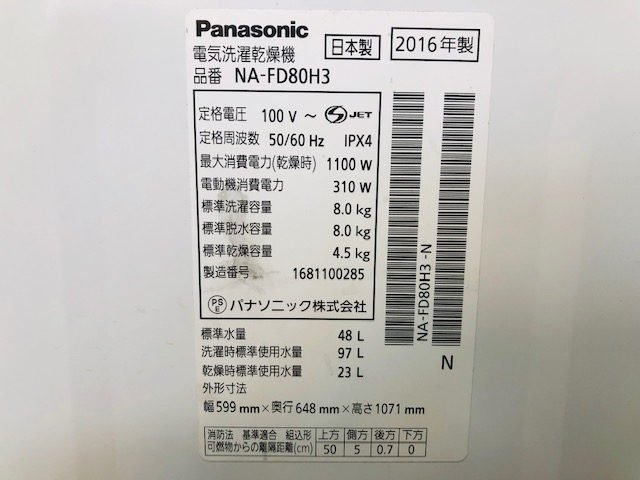 Panasonic
電気洗濯乾燥機
日本製
2016年製
品番 NA-FD80H3
定格電圧 100 V ～ S JET
定格周波数 50/60 Hz IPX4
最大消費電力(乾燥時) 1100 W
電動機消費電力 310 W
標準洗濯容量 8.0 kg
標準脱水容量 8.0 kg
標準乾燥容量 4.5 kg
製造番号 1681100285
PSE パナソニック株式会社
NA-FD80H3 -N
N
標準水量 48 L
洗濯時標準使用水量 97 L
乾燥時標準使用水量 23 L
外形寸法
幅599 mm×奥行648 mm×高さ1071 mm
消防法 基準適合 組込形 上方 側方 後方 下方
可燃物からの離隔距離(cm) 50 5 0.7 0